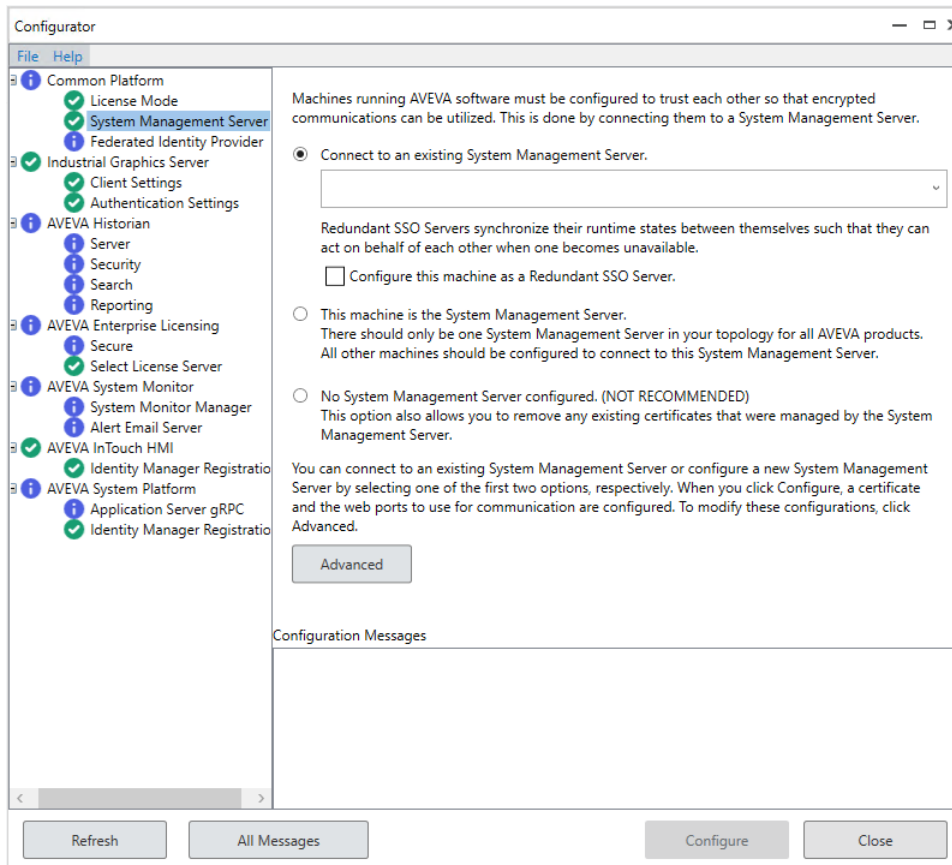 Configurator
File Help
Common Platform
License Mode
System Management Server
Federated Identity Provider
Industrial Graphics Server
Client Settings
Authentication Settings
AVEVA Historian
Server
Security
Search
Reporting
AVEVA Enterprise Licensing
Secure
Select License Server
AVEVA System Monitor
System Monitor Manager
Alert Email Server
AVEVA InTouch HMI
Identity Manager Registratio
AVEVA System Platform
Application Server gRPC
Identity Manager Registratio
Machines running AVEVA software must be configured to trust each other so that encrypted
communications can be utilized. This is done by connecting them to a System Management Server.
Connect to an existing System Management Server.
Redundant SSO Servers synchronize their runtime states between themselves such that they can
act on behalf of each other when one becomes unavailable.
Configure this machine as a Redundant SSO Server.
This machine is the System Management Server.
There should only be one System Management Server in your topology for all AVEVA products.
All other machines should be configured to connect to this System Management Server.
No System Management Server configured. (NOT RECOMMENDED)
This option also allows you to remove any existing certificates that were managed by the System
Management Server.
You can connect to an existing System Management Server or configure a new System Management
Server by selecting one of the first two options, respectively. When you click Configure, a certificate
and the web ports to use for communication are configured. To modify these configurations, click
Advanced.
Advanced
Configuration Messages
Refresh
All Messages
Configure
Close